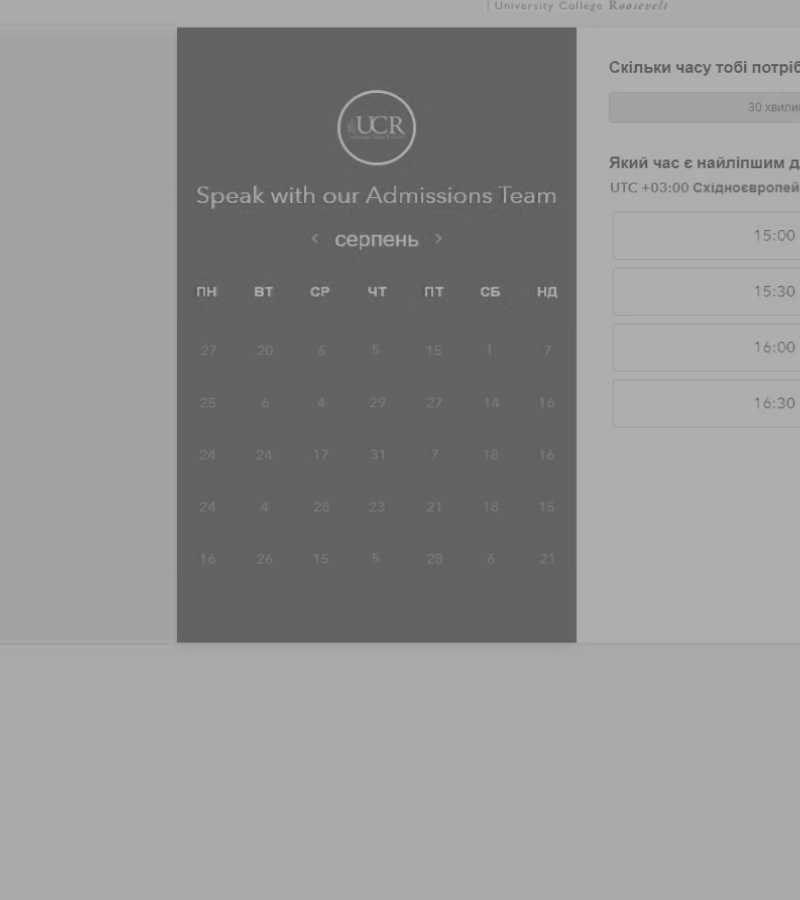 University College Roosevelt
UCR
Speak with our Admissions Team
< серпень >
ПН ВТ СР ЧТ ПТ СБ НД
27 20 6 5 15 1 7
25 6 4 29 27 14 16
24 24 17 31 7 18 16
24 4 28 23 21 18 15
16 26 15 5 28 6 21
Скільки часу тобі потріб
30 хвилин
Який час є найліпшим д
UTC +03:00 Східноєвропей
15:00
15:30
16:00
16:30